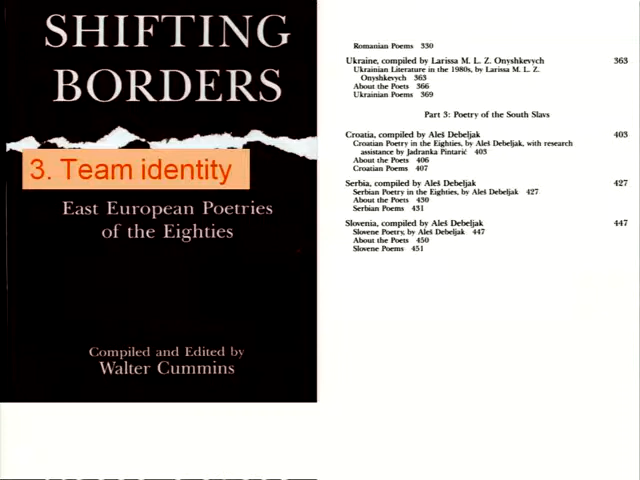 SHIFTING
BORDERS
3. Team identity
East European Poetries
of the Eighties
Compiled and Edited by
Walter Cummins
Romanian Poems 330
Ukraine, compiled by Larissa M. L. Z. Onyshkevych 363
Ukrainian Literature in the 1980s, by Larissa M. L. Z.
Onyshkevych 363
About the Poets 366
Ukrainian Poems 369
Part 3: Poetry of the South Slavs
Croatia, compiled by Aleš Debeljak 403
Croatian Poetry in the Eighties, by Aleš Debeljak, with research
assistance by Jadranka Pintarić 403
About the Poets 406
Croatian Poems 407
Serbia, compiled by Aleš Debeljak 427
Serbian Poetry in the Eighties, by Aleš Debeljak 427
About the Poets 430
Serbian Poems 431
Slovenia, compiled by Aleš Debeljak 447
Slovene Poetry, by Aleš Debeljak 447
About the Poets 450
Slovene Poems 451